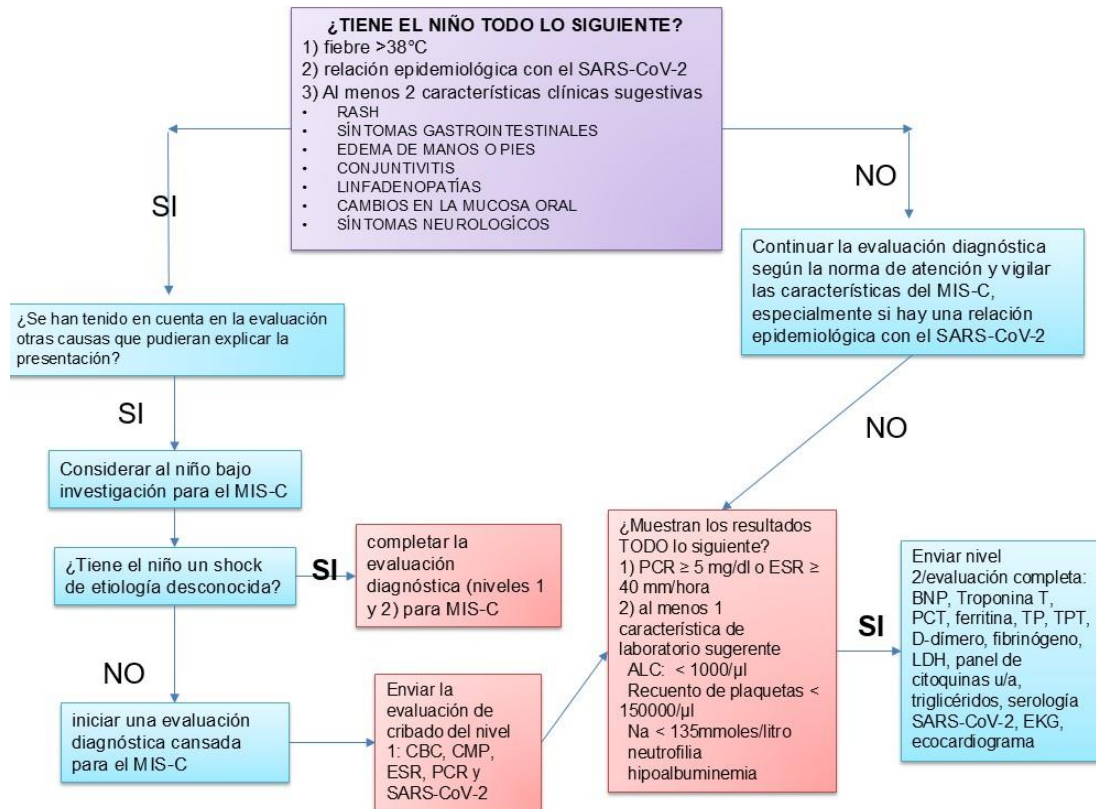 ¿TIENE EL NIÑO TODO LO SIGUIENTE?
1) fiebre >38°C
2) relación epidemiológica con el SARS-CoV-2
3) Al menos 2 características clínicas sugestivas
• RASH
• SÍNTOMAS GASTROINTESTINALES
• EDEMA DE MANOS O PIES
• CONJUNTIVITIS
• LINFADENOPATÍAS
• CAMBIOS EN LA MUCOSA ORAL
• SÍNTOMAS NEUROLOGÍCOS
SI
NO
¿Se han tenido en cuenta en la evaluación
otras causas que pudieran explicar la
presentación?
Continuar la evaluación diagnóstica
según la norma de atención y vigilar
las características del MIS-C,
especialmente si hay una relación
epidemiológica con el SARS-CoV-2
SI
NO
Considerar al niño bajo
investigación para el MIS-C
¿Tiene el niño un shock
de etiología desconocida?
SI
completar la
evaluación
diagnóstica (niveles 1
y 2) para MIS-C
NO
iniciar una evaluación
diagnóstica cansada
para el MIS-C
Enviar la
evaluación de
cribado del nivel
1: CBC, CMP,
ESR, PCR y
SARS-CoV-2
¿Muestran los resultados
TODO lo siguiente?
1) PCR ≥ 5 mg/dl o ESR ≥
40 mm/hora
2) al menos 1
característica de
laboratorio sugerente
ALC: < 1000/µl
Recuento de plaquetas <
150000/µl
Na < 135mmoles/litro
neutrofilia
hipoalbuminemia
SI
Enviar nivel
2/evaluación completa:
BNP, Troponina T,
PCT, ferritina, TP, TPT,
D-dímero, fibrinógeno,
LDH, panel de
citoquinas u/a,
triglicéridos, serología
SARS-CoV-2, EKG,
ecocardiograma